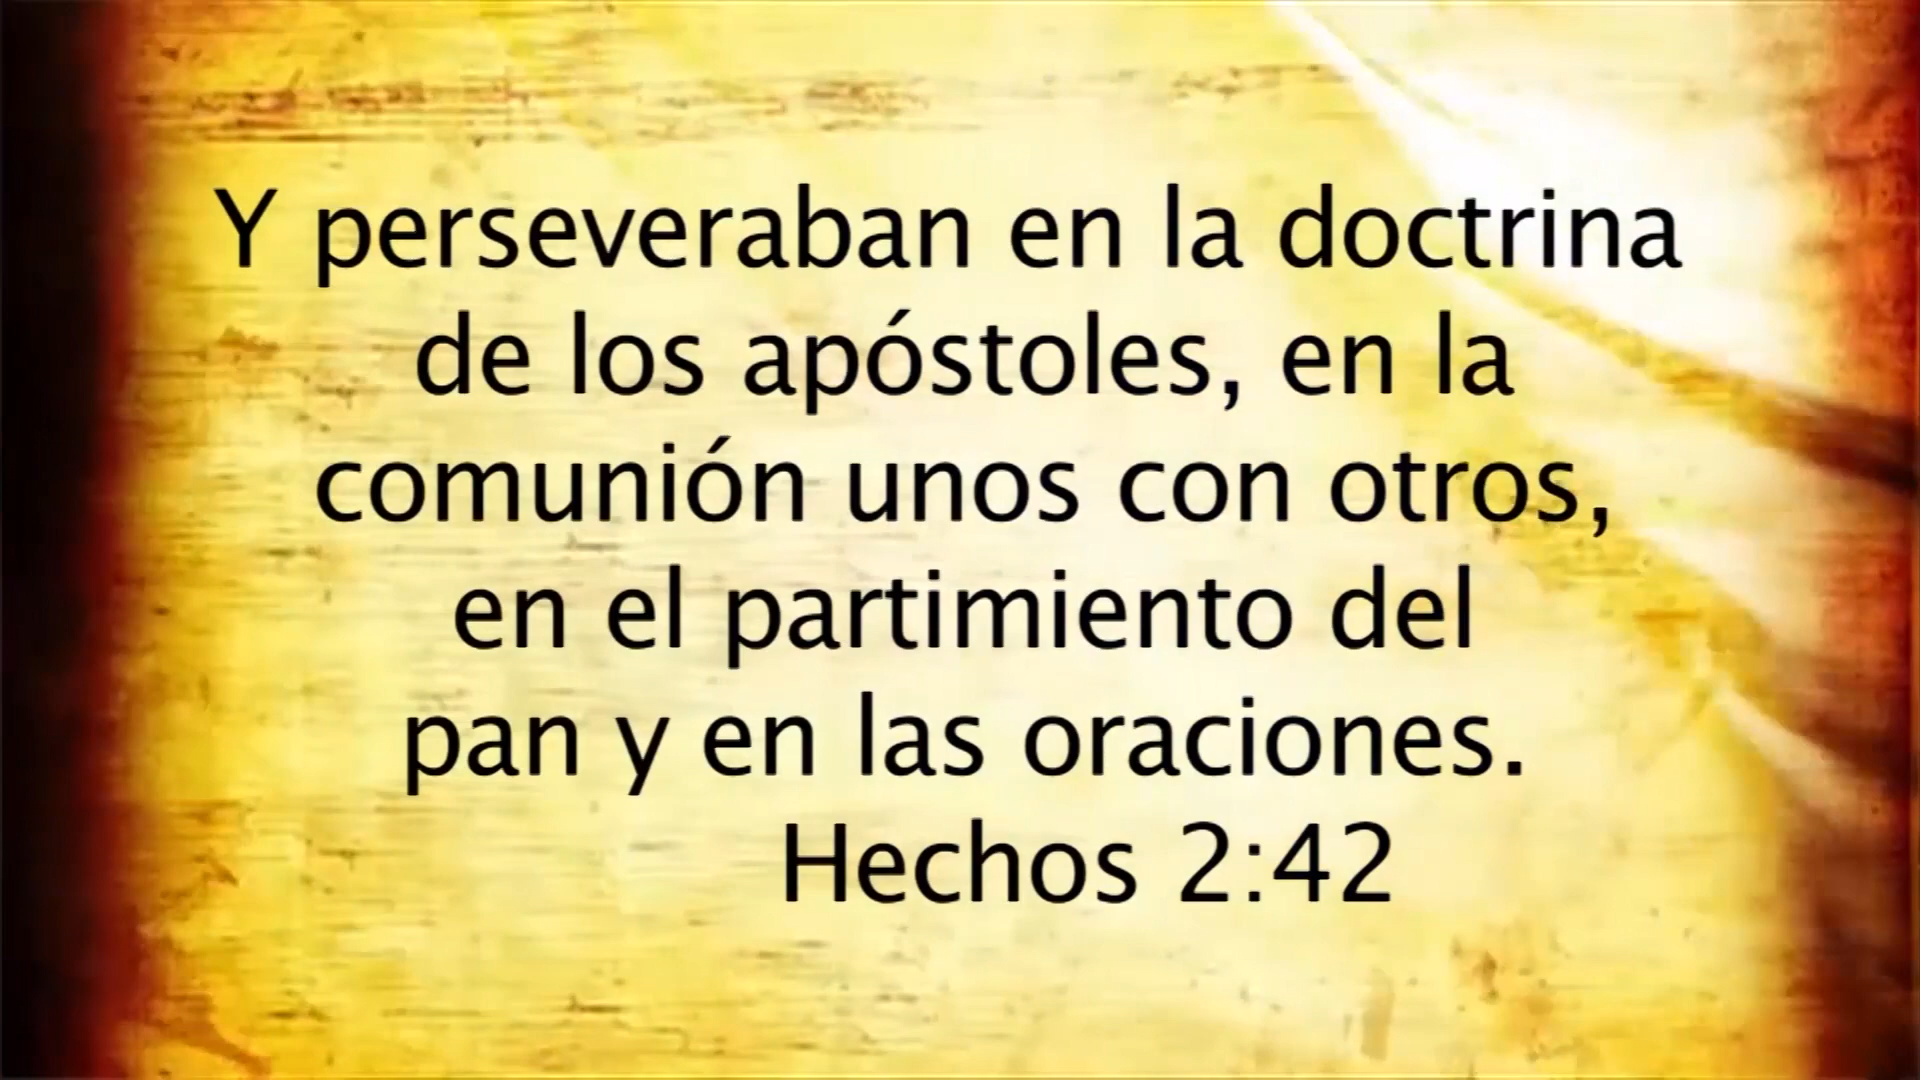 Y perseveraban en la doctrina
de los apóstoles, en la
comunión unos con otros,
en el partimiento del
pan y en las oraciones.
Hechos 2:42